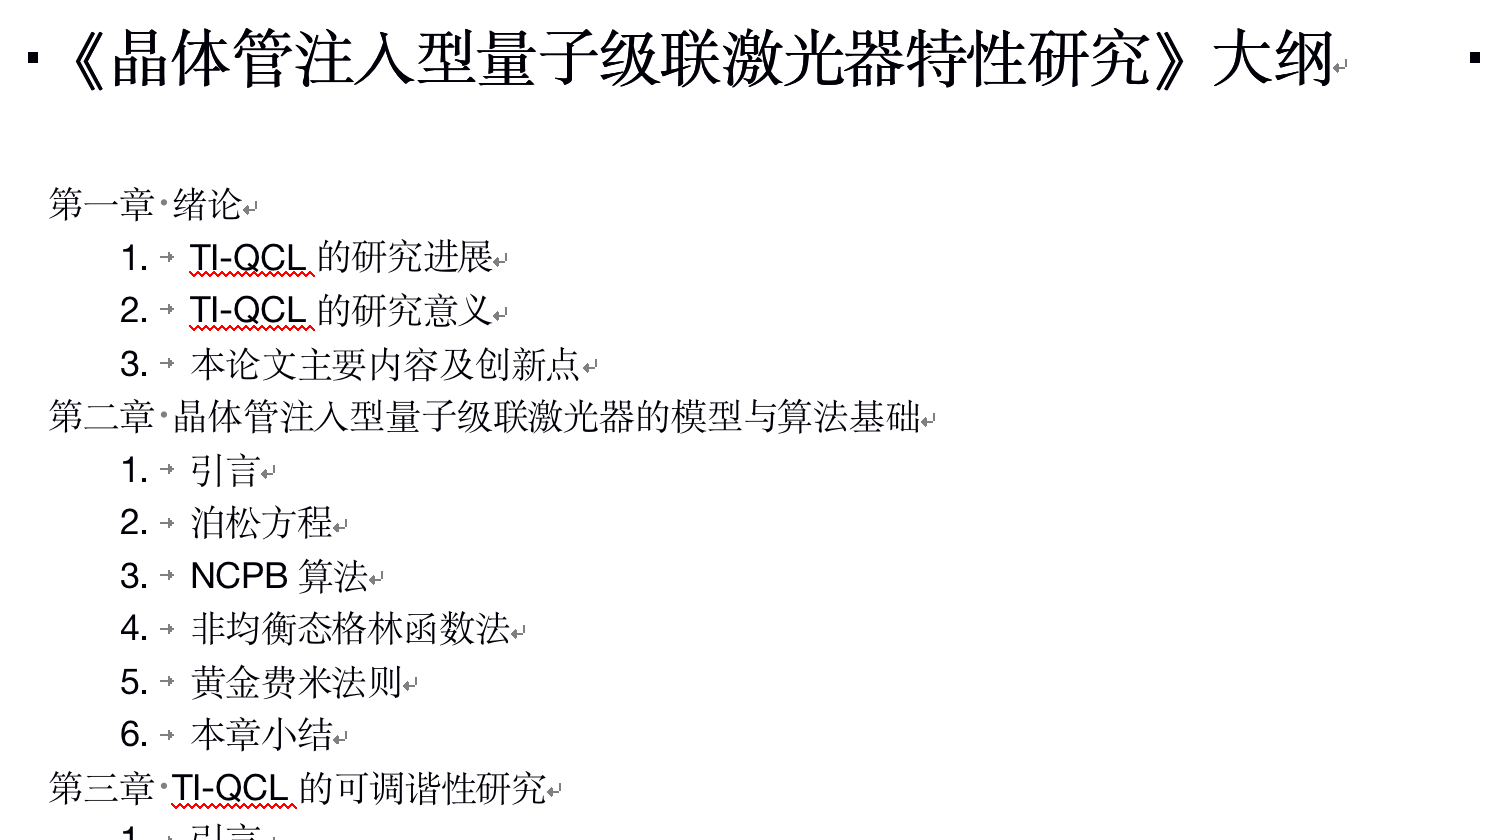 《晶体管注入型量子级联激光器特性研究》大纲
第一章 绪论
1. TI-QCL 的研究进展
2. TI-QCL 的研究意义
3. 本论文主要内容及创新点
第二章 晶体管注入型量子级联激光器的模型与算法基础
1. 引言
2. 泊松方程
3. NCPB 算法
4. 非均衡态格林函数法
5. 黄金费米法则
6. 本章小结
第三章 TI-QCL 的可调谐性研究
1. 引言